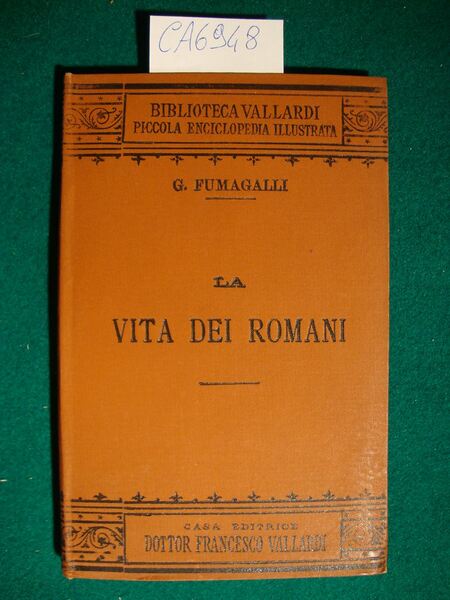 CA6948
BIBLIOTECA VALLARDI
PICCOLA ENCICLOPEDIA ILLUSTRATA
G. FUMAGALLI
LA
VITA DEI ROMANI
CASA EDITRICE
DOTTOR FRANCESCO VALLARDI